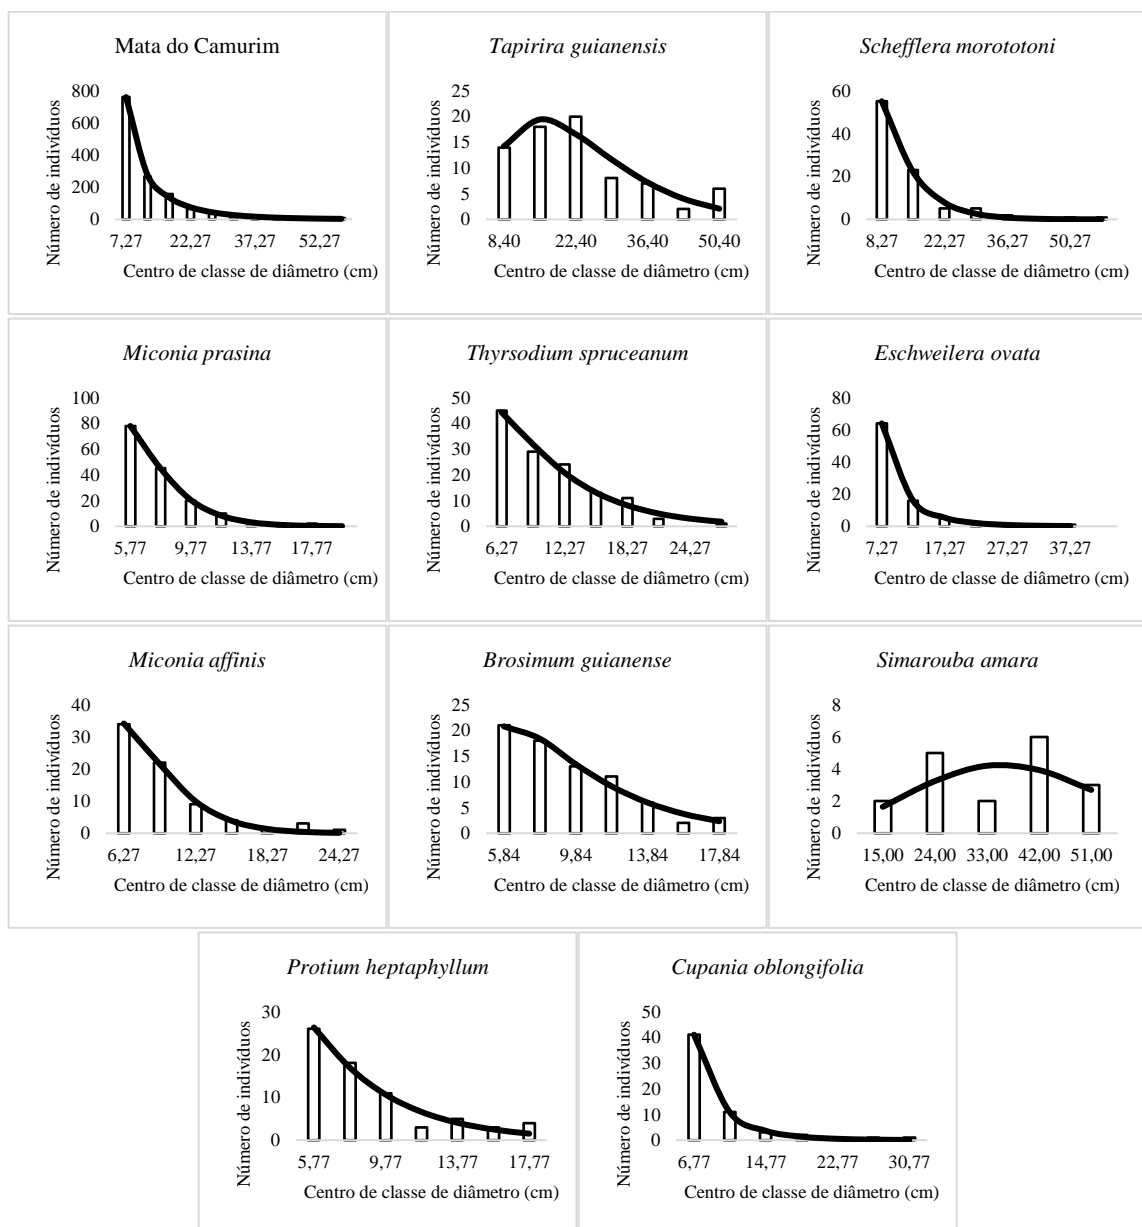 Mata do Camurim
Número de indivíduos
800
600
400
200
0
7,27 22,27 37,27 52,27
Centro de classe de diâmetro (cm)
Tapirira guianensis
Número de indivíduos
25
20
15
10
5
0
8,40 22,40 36,40 50,40
Centro de classe de diâmetro (cm)
Schefflera morototoni
Número de indivíduos
60
40
20
0
8,27 22,27 36,27 50,27
Centro de classe de diâmetro (cm)
Miconia prasina
Número de indivíduos
100
80
60
40
20
0
5,77 9,77 13,77 17,77
Centro de classe de diâmetro (cm)
Thyrsodium spruceanum
Número de indivíduos
50
40
30
20
10
0
6,27 12,27 18,27 24,27
Centro de classe de diâmetro (cm)
Eschweilera ovata
Número de indivíduos
80
60
40
20
0
7,27 17,27 27,27 37,27
Centro de classe de diâmetro (cm)
Miconia affinis
Número de indivíduos
40
30
20
10
0
6,27 12,27 18,27 24,27
Centro de classe de diâmetro (cm)
Brosimum guianense
Número de indivíduos
25
20
15
10
5
0
5,84 9,84 13,84 17,84
Centro de classe de diâmetro (cm)
Simarouba amara
Número de indivíduos
8
6
4
2
0
15,00 24,00 33,00 42,00 51,00
Centro de classe de diâmetro (cm)
Protium heptaphyllum
Número de indivíduos
30
20
10
0
5,77 9,77 13,77 17,77
Centro de classe de diâmetro (cm)
Cupania oblongifolia
Número de indivíduos
50
40
30
20
10
0
6,77 14,77 22,77 30,77
Centro de classe de diâmetro (cm)